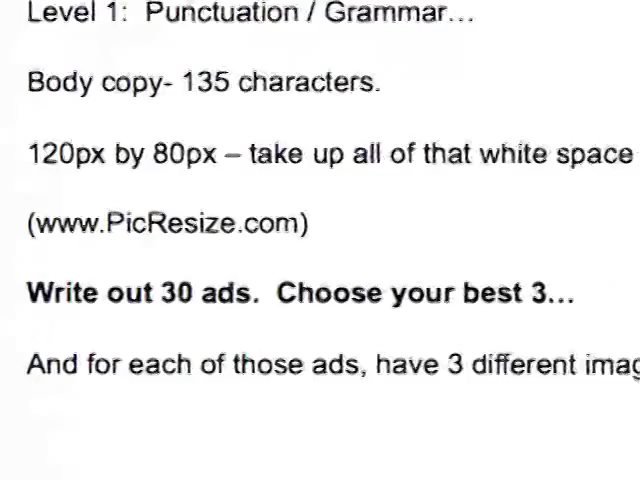 Level 1:  Punctuation / Grammar...
Body copy- 135 characters.
120px by 80px – take up all of that white space
(www.PicResize.com)
Write out 30 ads.  Choose your best 3...
And for each of those ads, have 3 different